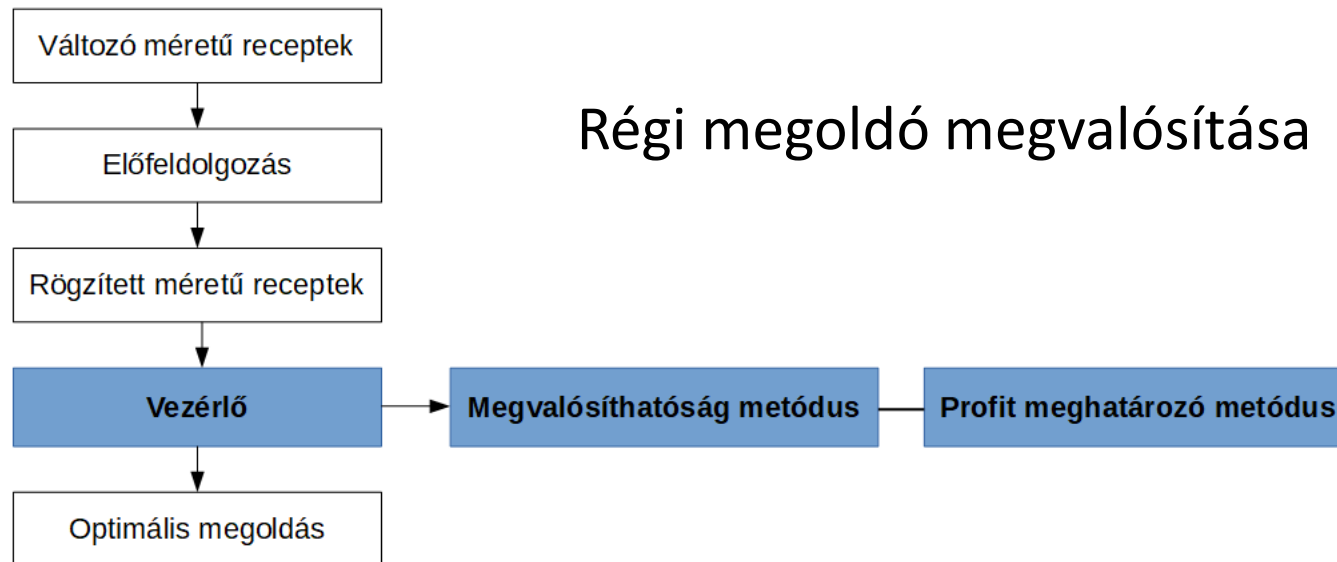 Változó méretű receptek
Régi megoldó megvalósítása
Előfeldolgozás
Rögzített méretű receptek
Vezérlő
Megvalósíthatóság metódus
Profit meghatározó metódus
Optimális megoldás